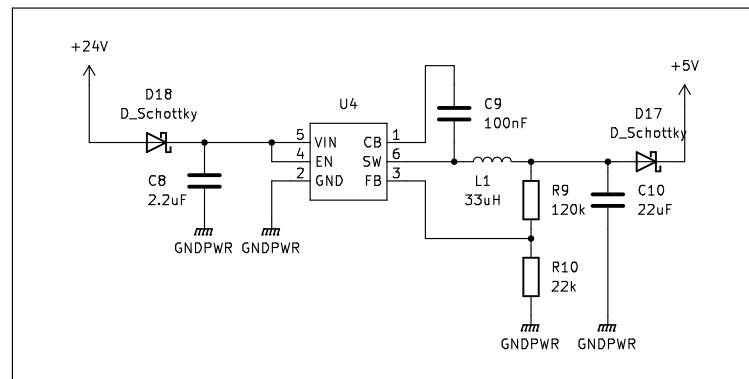 +24V
+5V
D18
D_Schottky
U4
C9
100nF
D17
D_Schottky
5 VIN CB 1
4 EN SW 6
2 GND FB 3
C8
2.2uF
L1
33uH
R9
120k
C10
22uF
GNDPWR GNDPWR
R10
22k
GNDPWR GNDPWR